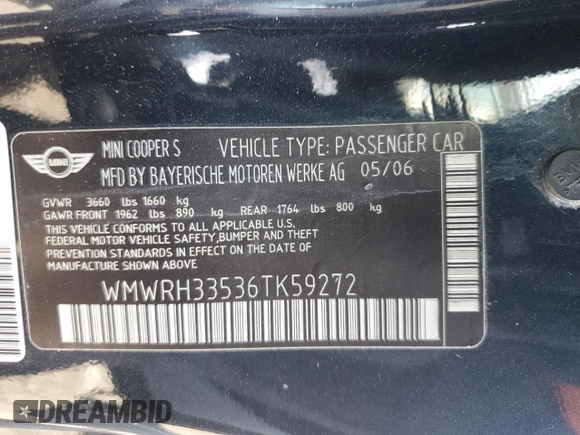 MINI
MINI COOPER S VEHICLE TYPE: PASSENGER CAR
MFD BY BAYERISCHE MOTOREN WERKE AG 05/06
GVWR 3660 lbs 1660 kg
GAWR FRONT 1962 lbs 890 kg REAR 1764 lbs 800 kg
THIS VEHICLE CONFORMS TO ALL APPLICABLE U.S.
FEDERAL MOTOR VEHICLE SAFETY,BUMPER AND THEFT
PREVENTION STANDARDS IN EFFECT ON THE DATE OF
MANUFACTURE SHOWN ABOVE.
WMWRH33536TK59272
DREAMBID